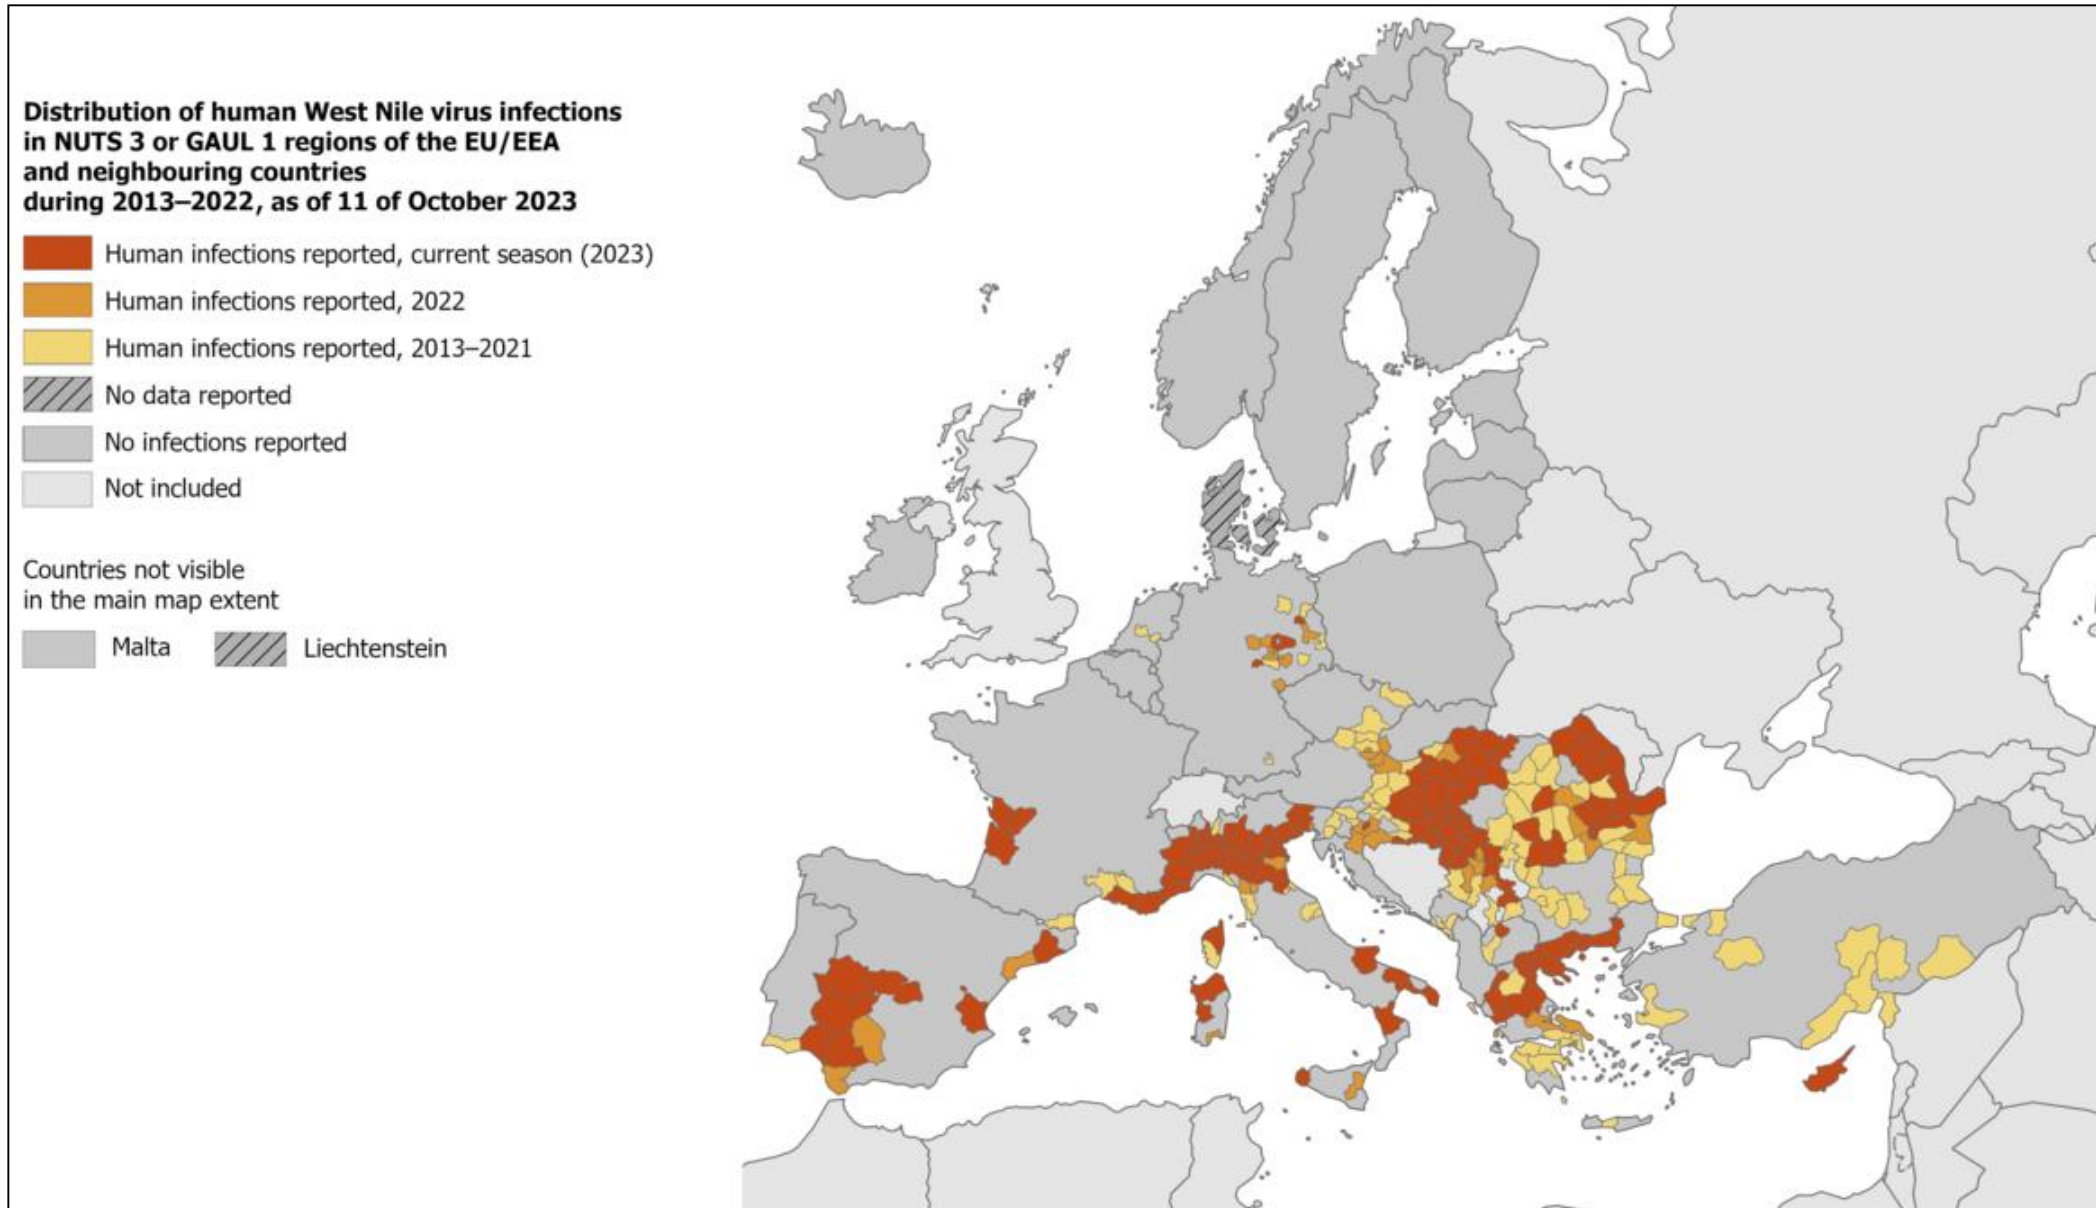 Distribution of human West Nile virus infections
in NUTS 3 or GAUL 1 regions of the EU/EEA
and neighbouring countries
during 2013–2022, as of 11 of October 2023
Human infections reported, current season (2023)
Human infections reported, 2022
Human infections reported, 2013–2021
No data reported
No infections reported
Not included
Countries not visible
in the main map extent
Malta
Liechtenstein